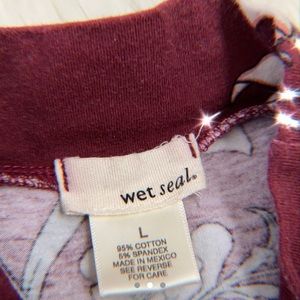 wet seal.
L
95% COTTON
5% SPANDEX
MADE IN MEXICO
SEE REVERSE
FOR CARE